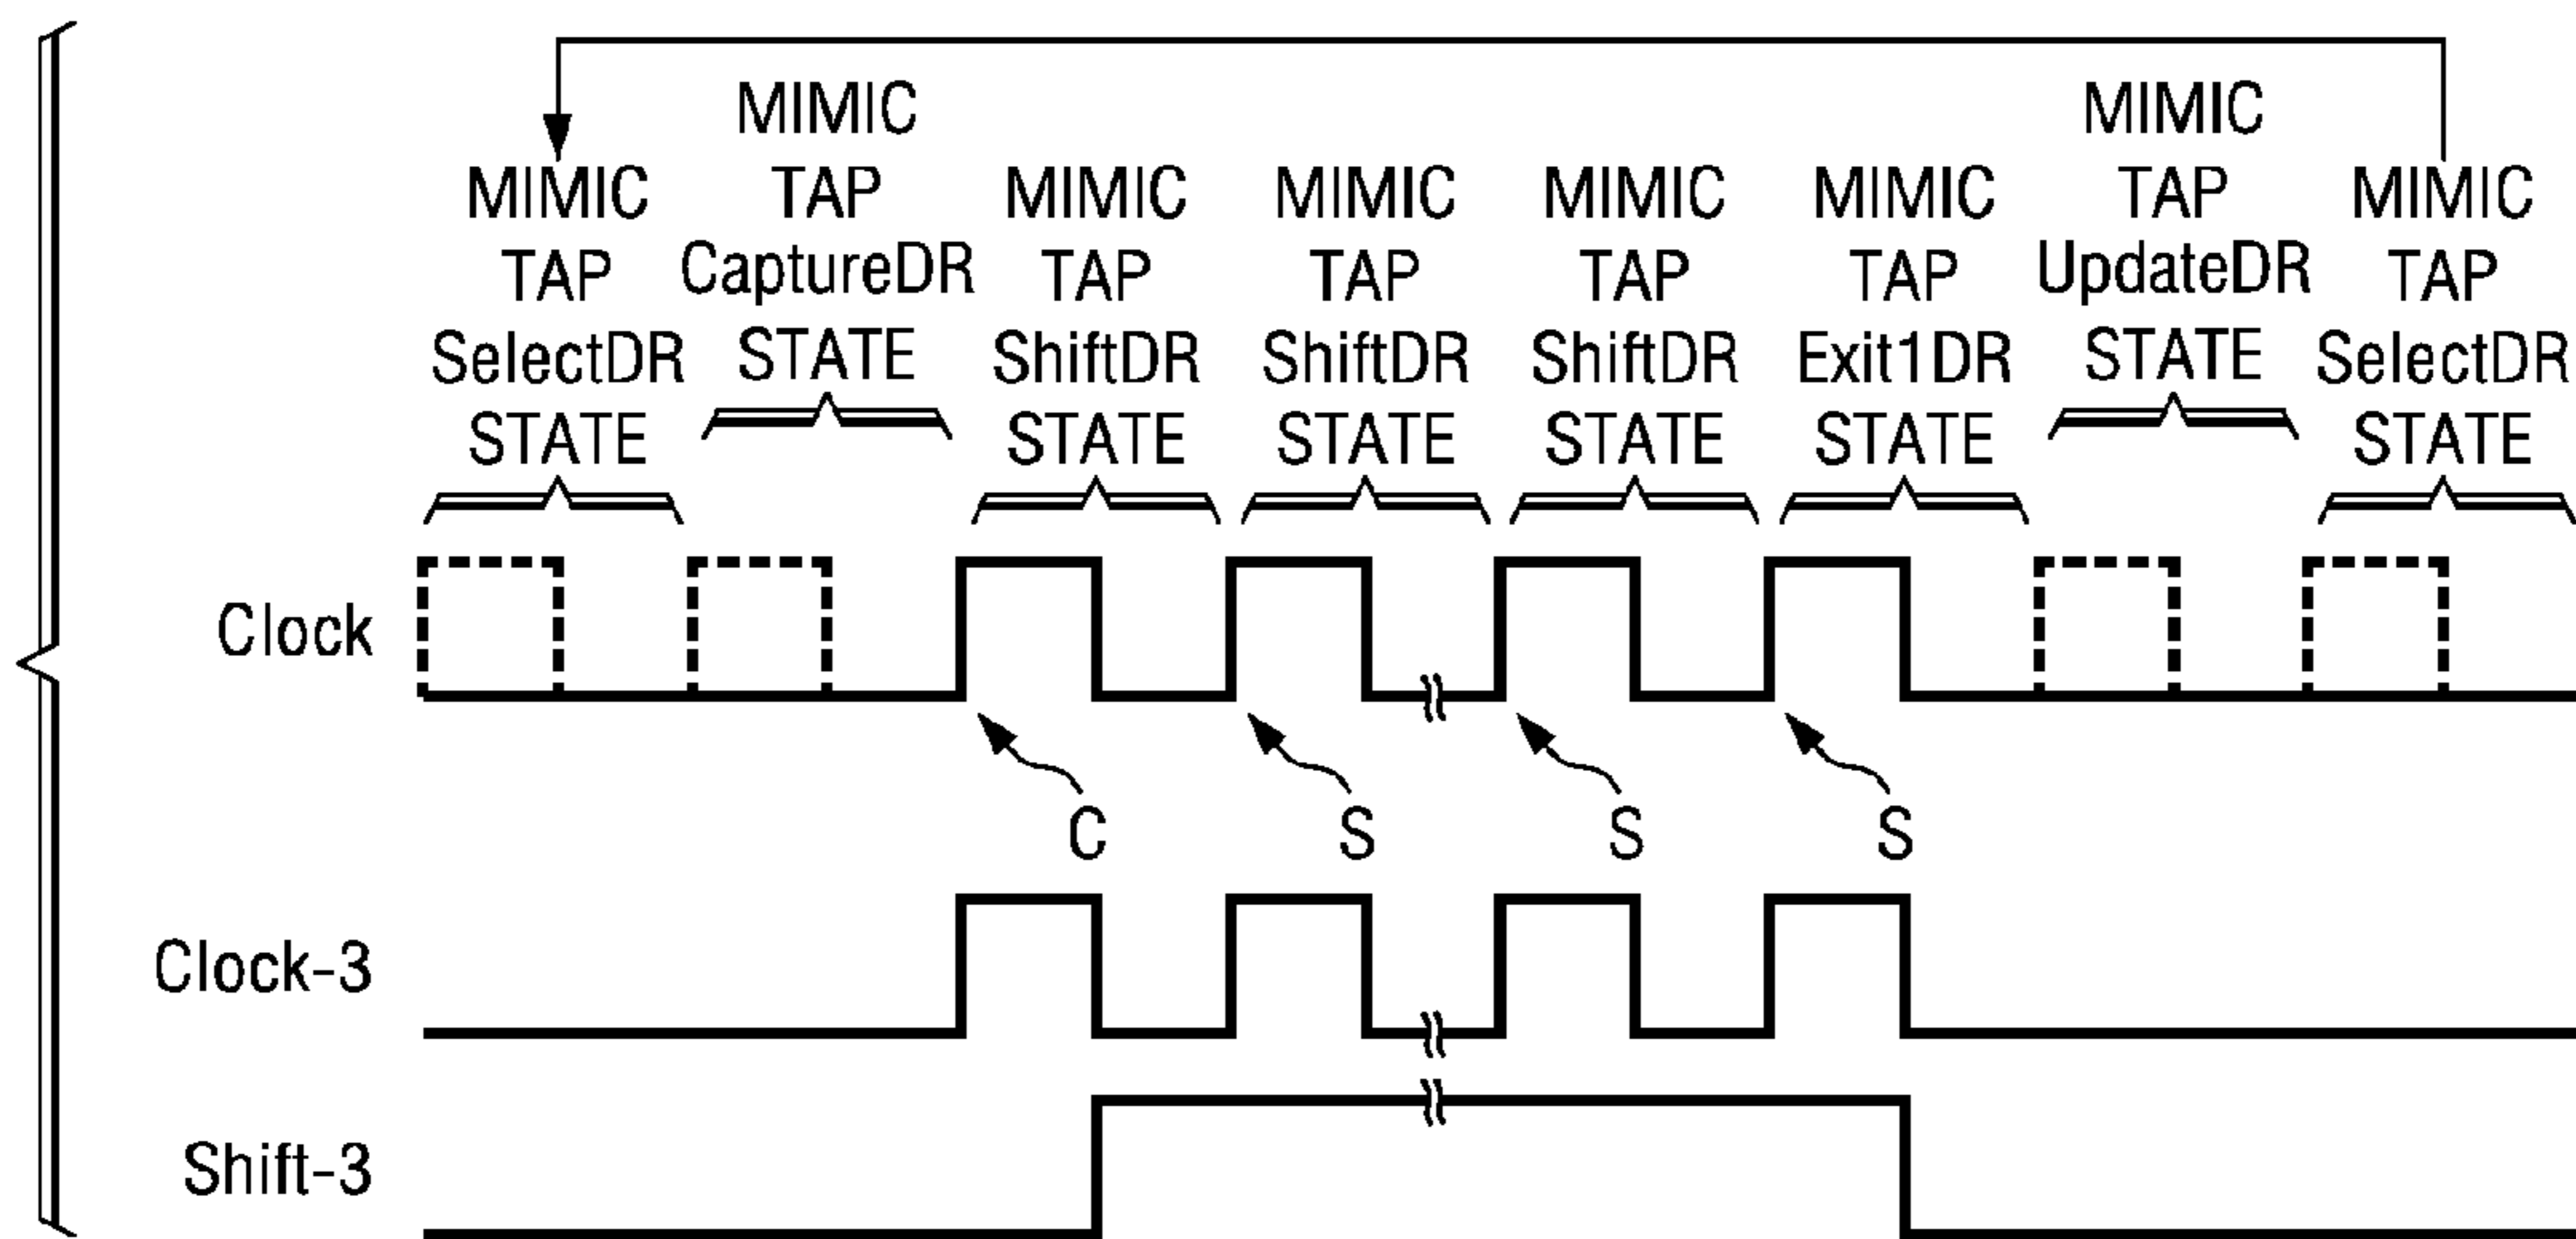 MIMIC
TAP
SelectDR
STATE
MIMIC
TAP
CaptureDR
STATE
MIMIC
TAP
ShiftDR
STATE
MIMIC
TAP
ShiftDR
STATE
MIMIC
TAP
ShiftDR
STATE
MIMIC
TAP
Exit1DR
STATE
MIMIC
TAP
UpdateDR
STATE
MIMIC
TAP
SelectDR
STATE
Clock
C
S
S
S
Clock-3
Shift-3